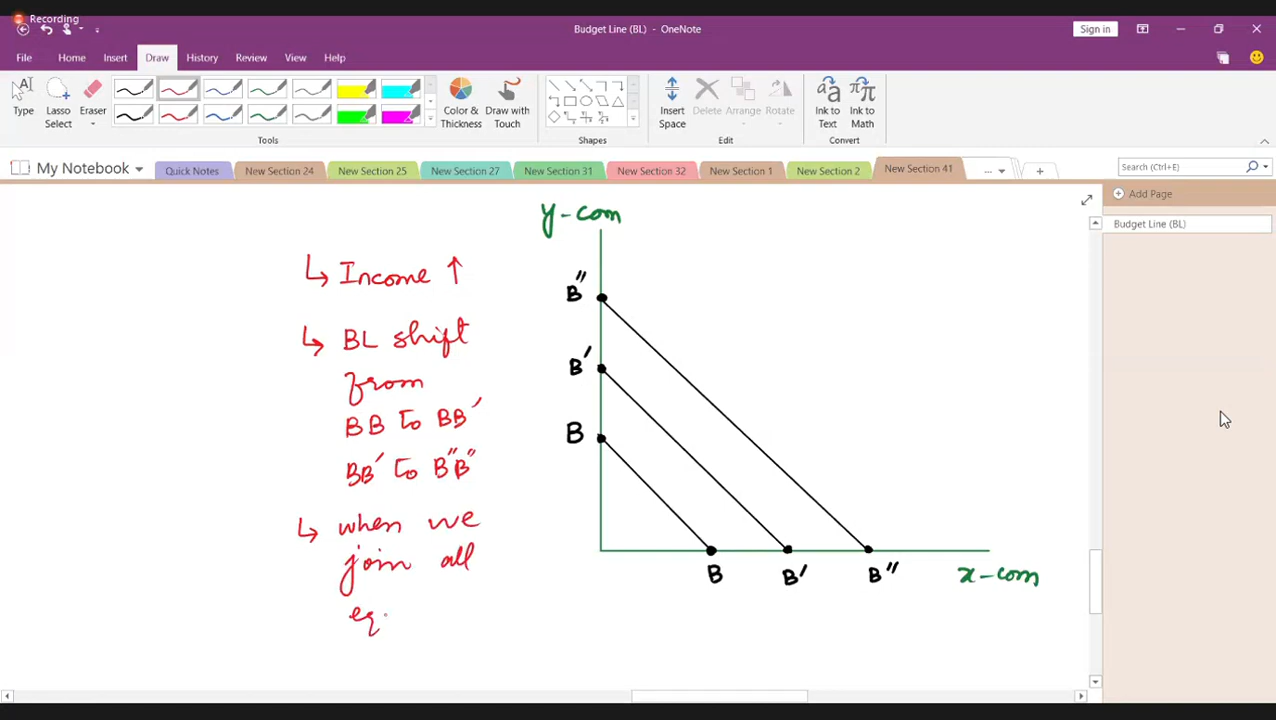 Recording
Budget Line (BL) - OneNote
Sign in
File Home Insert Draw History Review View Help
Type
Lasso Select
Eraser
Color & Thickness
Draw with Touch
Insert Space
Delete
Arrange
Rotate
Ink to Text
Ink to Math
Tools
Shapes
Edit
Convert
My Notebook
Quick Notes
New Section 24
New Section 25
New Section 27
New Section 31
New Section 32
New Section 1
New Section 2
New Section 41
...
Search (Ctrl+E)
Add Page
Budget Line (BL)
y-com
↳ Income ↑
↳ BL shift
from
BB to BB'
BB' to B"B"
↳ when we
join all
eq
B"
B'
B
B
B'
B"
x-com